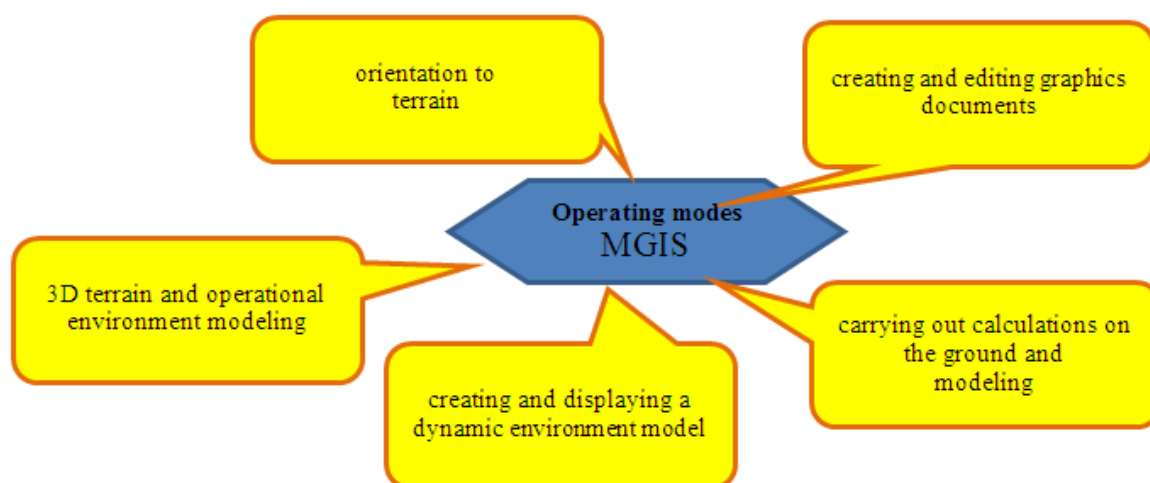 orientation to
terrain
creating and editing graphics
documents
Operating modes
MGIS
3D terrain and operational
environment modeling
carrying out calculations on
the ground and
modeling
creating and displaying a
dynamic environment model